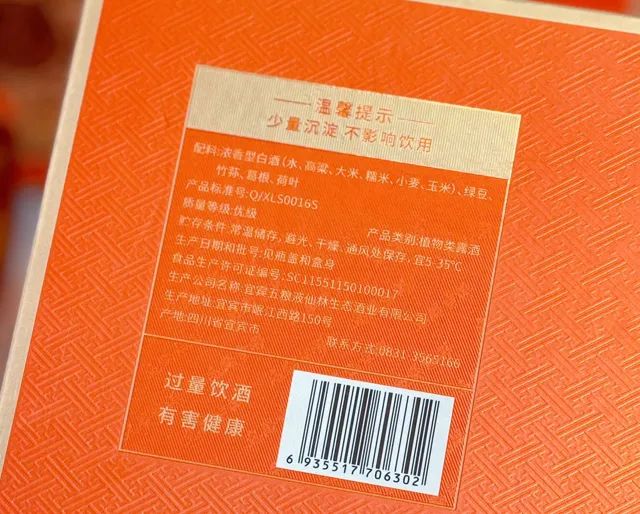 温馨提示
少量沉淀 不影响饮用
配料:浓香型白酒(水、高粱、大米、糯米、小麦、玉米)、绿豆、
竹荪、葛根、荷叶
产品标准号:Q/XLS0016S
质量等级:优级 产品类别:植物类露酒
贮存条件:常温储存,避光、干燥、通风处保存,宜5-35℃
生产日期和批号:见瓶盖和盒身
食品生产许可证编号:SC11551150100017
生产公司名称:宜宾五粮液仙林生态酒业有限公司
生产地址:宜宾市岷江西路150号
产地:四川省宜宾市 联系方式:0831-3565166
过量饮酒
有害健康
6 935517 706302